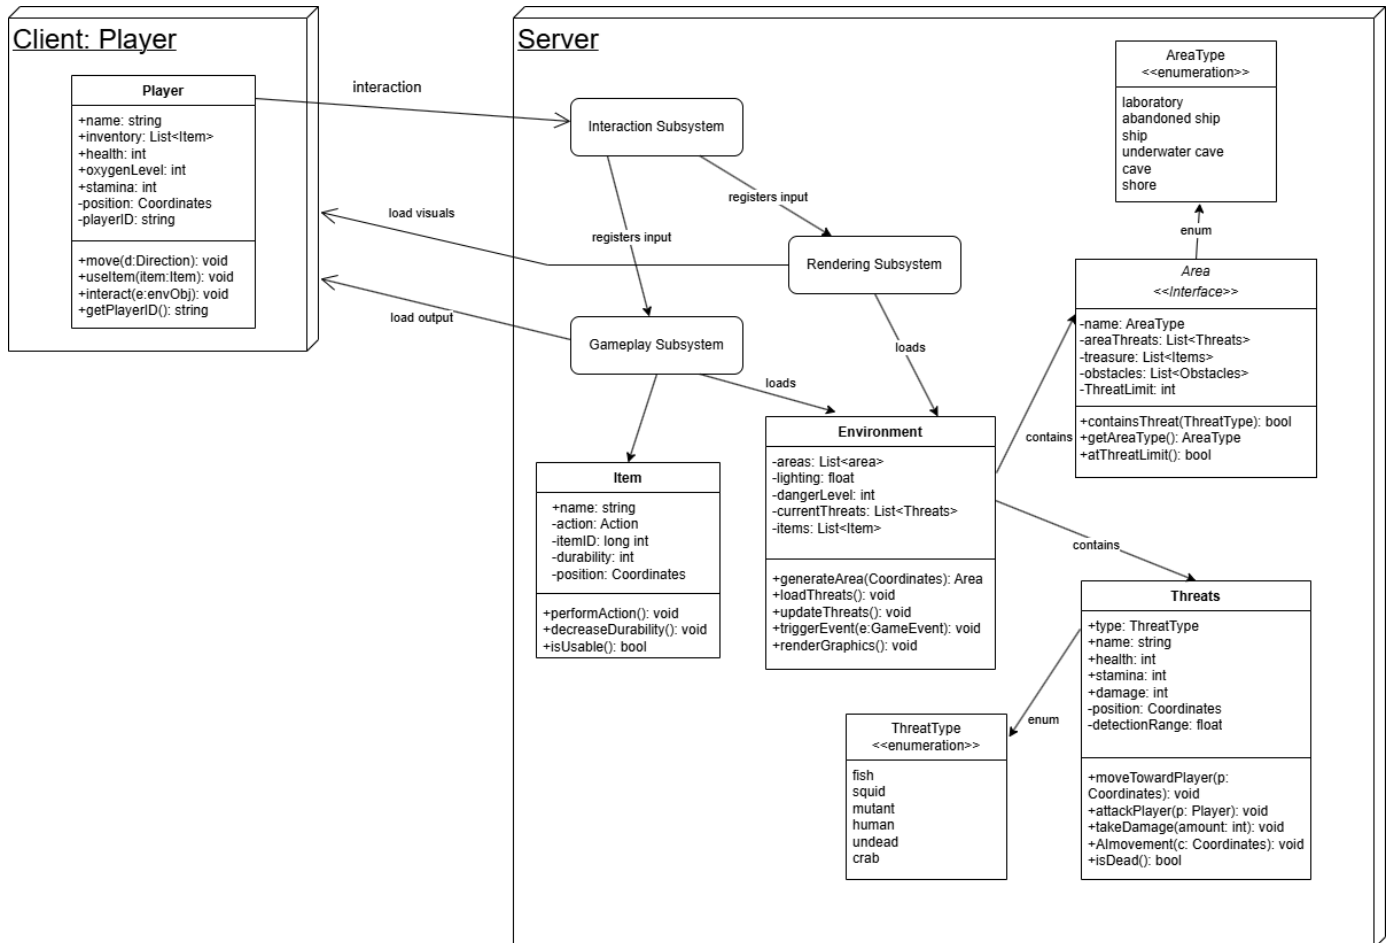 Client: Player
Player
+name: string
+inventory: List<Item>
+health: int
+oxygenLevel: int
+stamina: int
-position: Coordinates
-playerID: string
+move(d:Direction): void
+useItem(item:Item): void
+interact(e:envObj): void
+getPlayerID(): string
interaction
load visuals
load output
Server
Interaction Subsystem
registers input
registers input
Rendering Subsystem
Gameplay Subsystem
loads
loads
Item
+name: string
-action: Action
-itemID: long int
-durability: int
-position: Coordinates
+performAction(): void
+decreaseDurability(): void
+isUsable(): bool
Environment
-areas: List<area>
-lighting: float
-dangerLevel: int
-currentThreats: List<Threats>
-items: List<Item>
+generateArea(Coordinates): Area
+loadThreats(): void
+updateThreats(): void
+triggerEvent(e:GameEvent): void
+renderGraphics(): void
contains
contains
AreaType
<<enumeration>>
laboratory
abandoned ship
ship
underwater cave
cave
shore
enum
Area
<<Interface>>
-name: AreaType
-areaThreats: List<Threats>
-treasure: List<Items>
-obstacles: List<Obstacles>
-ThreatLimit: int
+containsThreat(ThreatType): bool
+getAreaType(): AreaType
+atThreatLimit(): bool
Threats
+type: ThreatType
+name: string
+health: int
+stamina: int
+damage: int
-position: Coordinates
-detectionRange: float
+moveTowardPlayer(p:
Coordinates): void
+attackPlayer(p: Player): void
+takeDamage(amount: int): void
+AImovement(c: Coordinates): void
+isDead(): bool
enum
ThreatType
<<enumeration>>
fish
squid
mutant
human
undead
crab